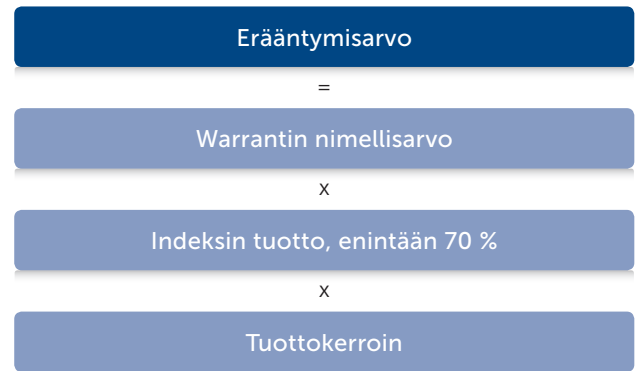 Erääntymisarvo
=
Warrantin nimellisarvo
x
Indeksin tuotto, enintään 70 %
x
Tuottokerroin